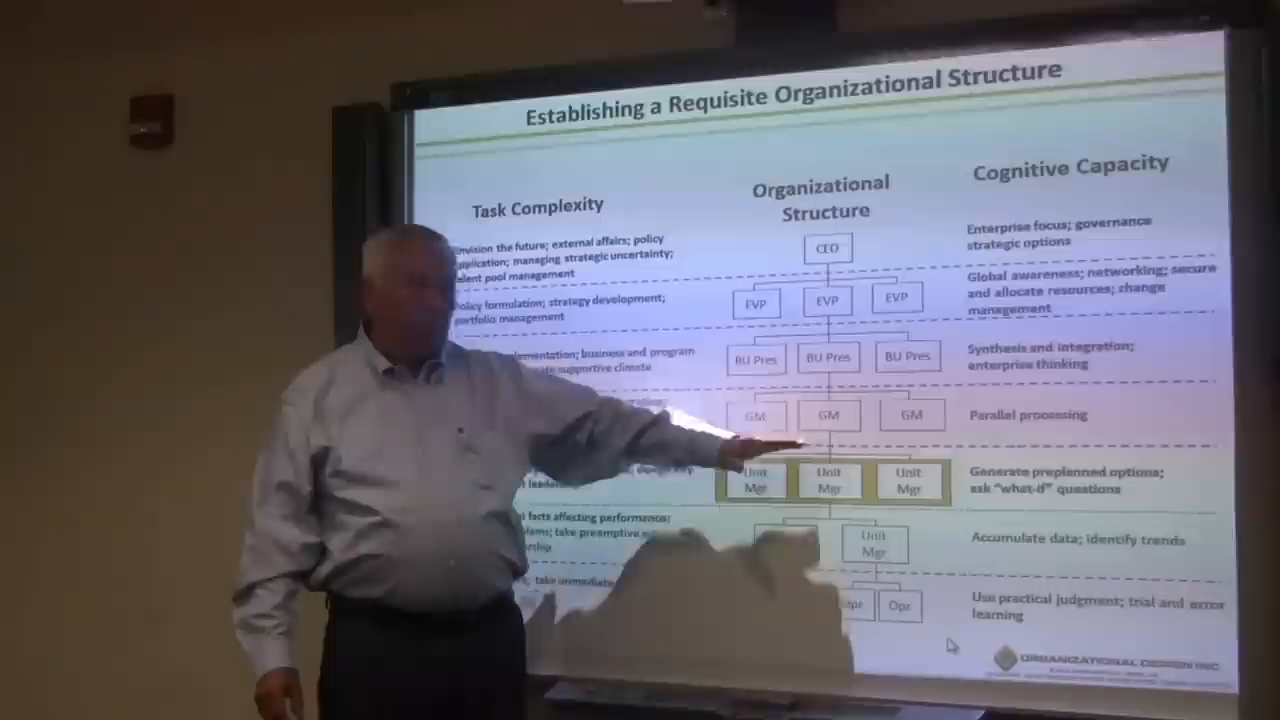 Establishing a Requisite Organizational Structure
Task Complexity
Organizational
Structure
Cognitive Capacity
Envision the future; external affairs; policy
application; managing strategic uncertainty;
talent pool management
CEO
Enterprise focus; governance
strategic options
Policy formulation; strategy development;
portfolio management
EVP
EVP
EVP
Global awareness; networking; secure
and allocate resources; change
management
business and program
supportive climate
BU Pres
BU Pres
BU Pres
Synthesis and integration;
enterprise thinking
GM
GM
GM
Parallel processing
Unit
Mgr
Unit
Mgr
Unit
Mgr
Generate preplanned options;
ask "what-if" questions
facts affecting performance;
take preemptive
Unit
Mgr
Accumulate data; identify trends
take immediate
Opr
Opr
Use practical judgment; trial and error
learning
ORGANIZATIONAL DESIGN INC